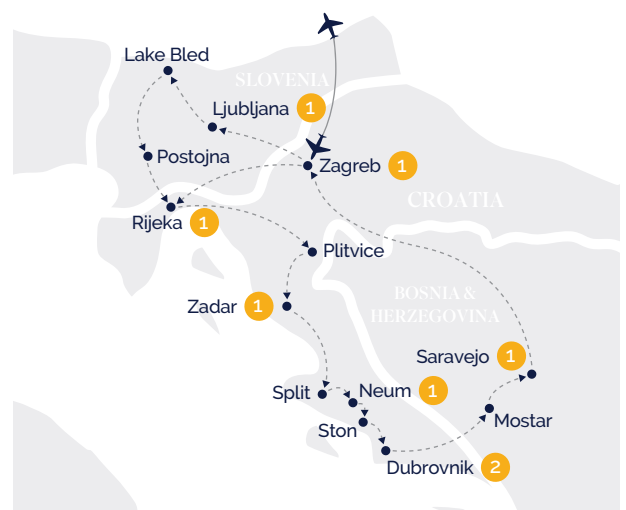 Lake Bled
SLOVENIA
Ljubljana 1
Postojna
Zagreb 1
CROATIA
Rijeka 1
Plitvice
BOSNIA &
HERZEGOVINA
Zadar 1
Saravejo 1
Split
Neum 1
Ston
Mostar
Dubrovnik 2